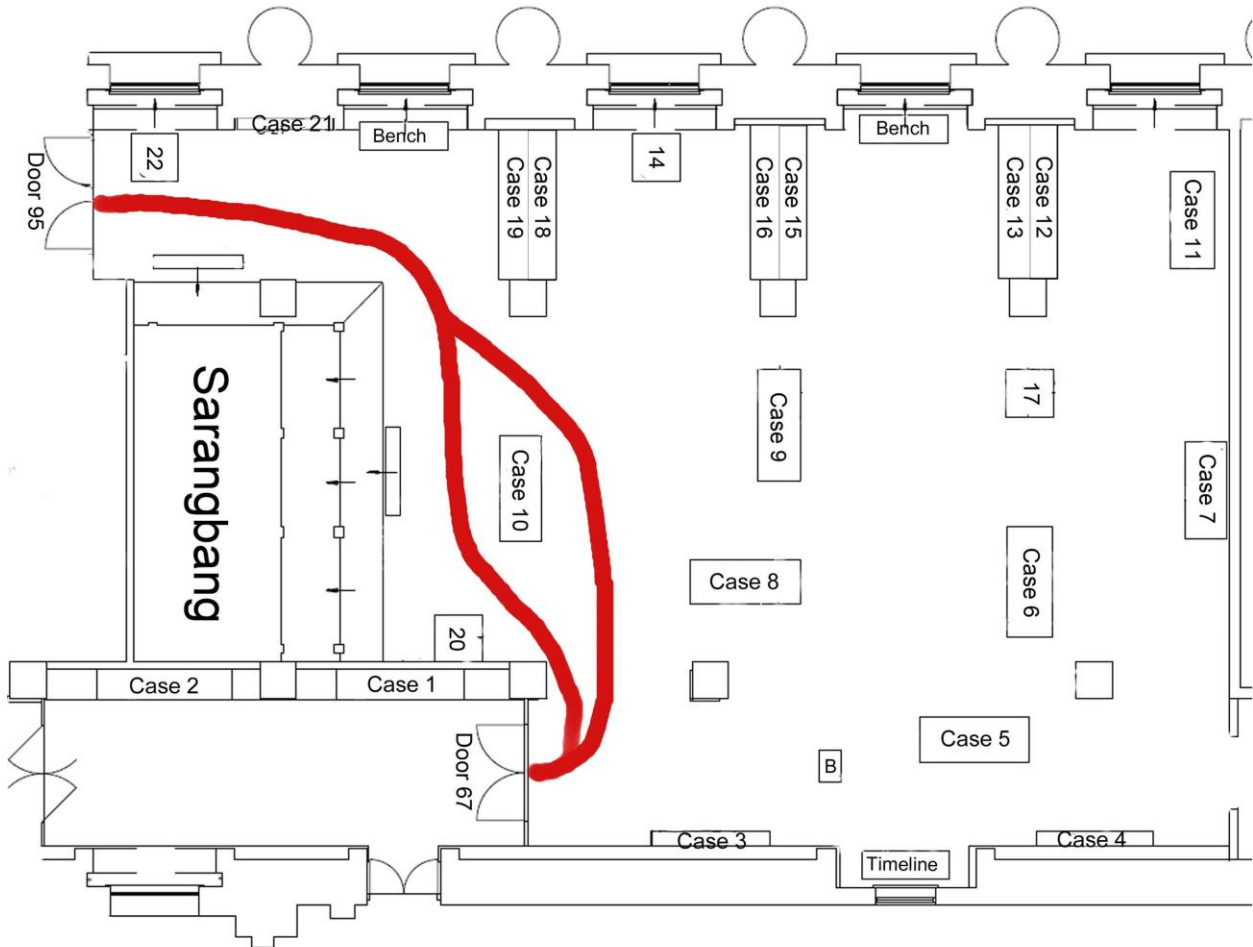 Case 21
Bench
Bench
22
Case 18
Case 19
14
Case 15
Case 16
Case 12
Case 13
Case 11
Door 95
Sarangbang
Case 9
17
Case 10
Case 7
Case 8
Case 6
20
Case 2
Case 1
Door 67
Case 5
B
Case 3
Case 4
Timeline